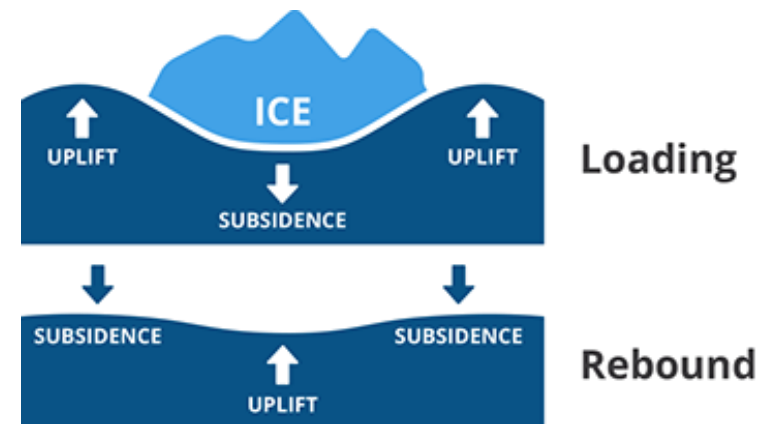 ICE
UPLIFT
UPLIFT
Loading
SUBSIDENCE
SUBSIDENCE
SUBSIDENCE
Rebound
UPLIFT